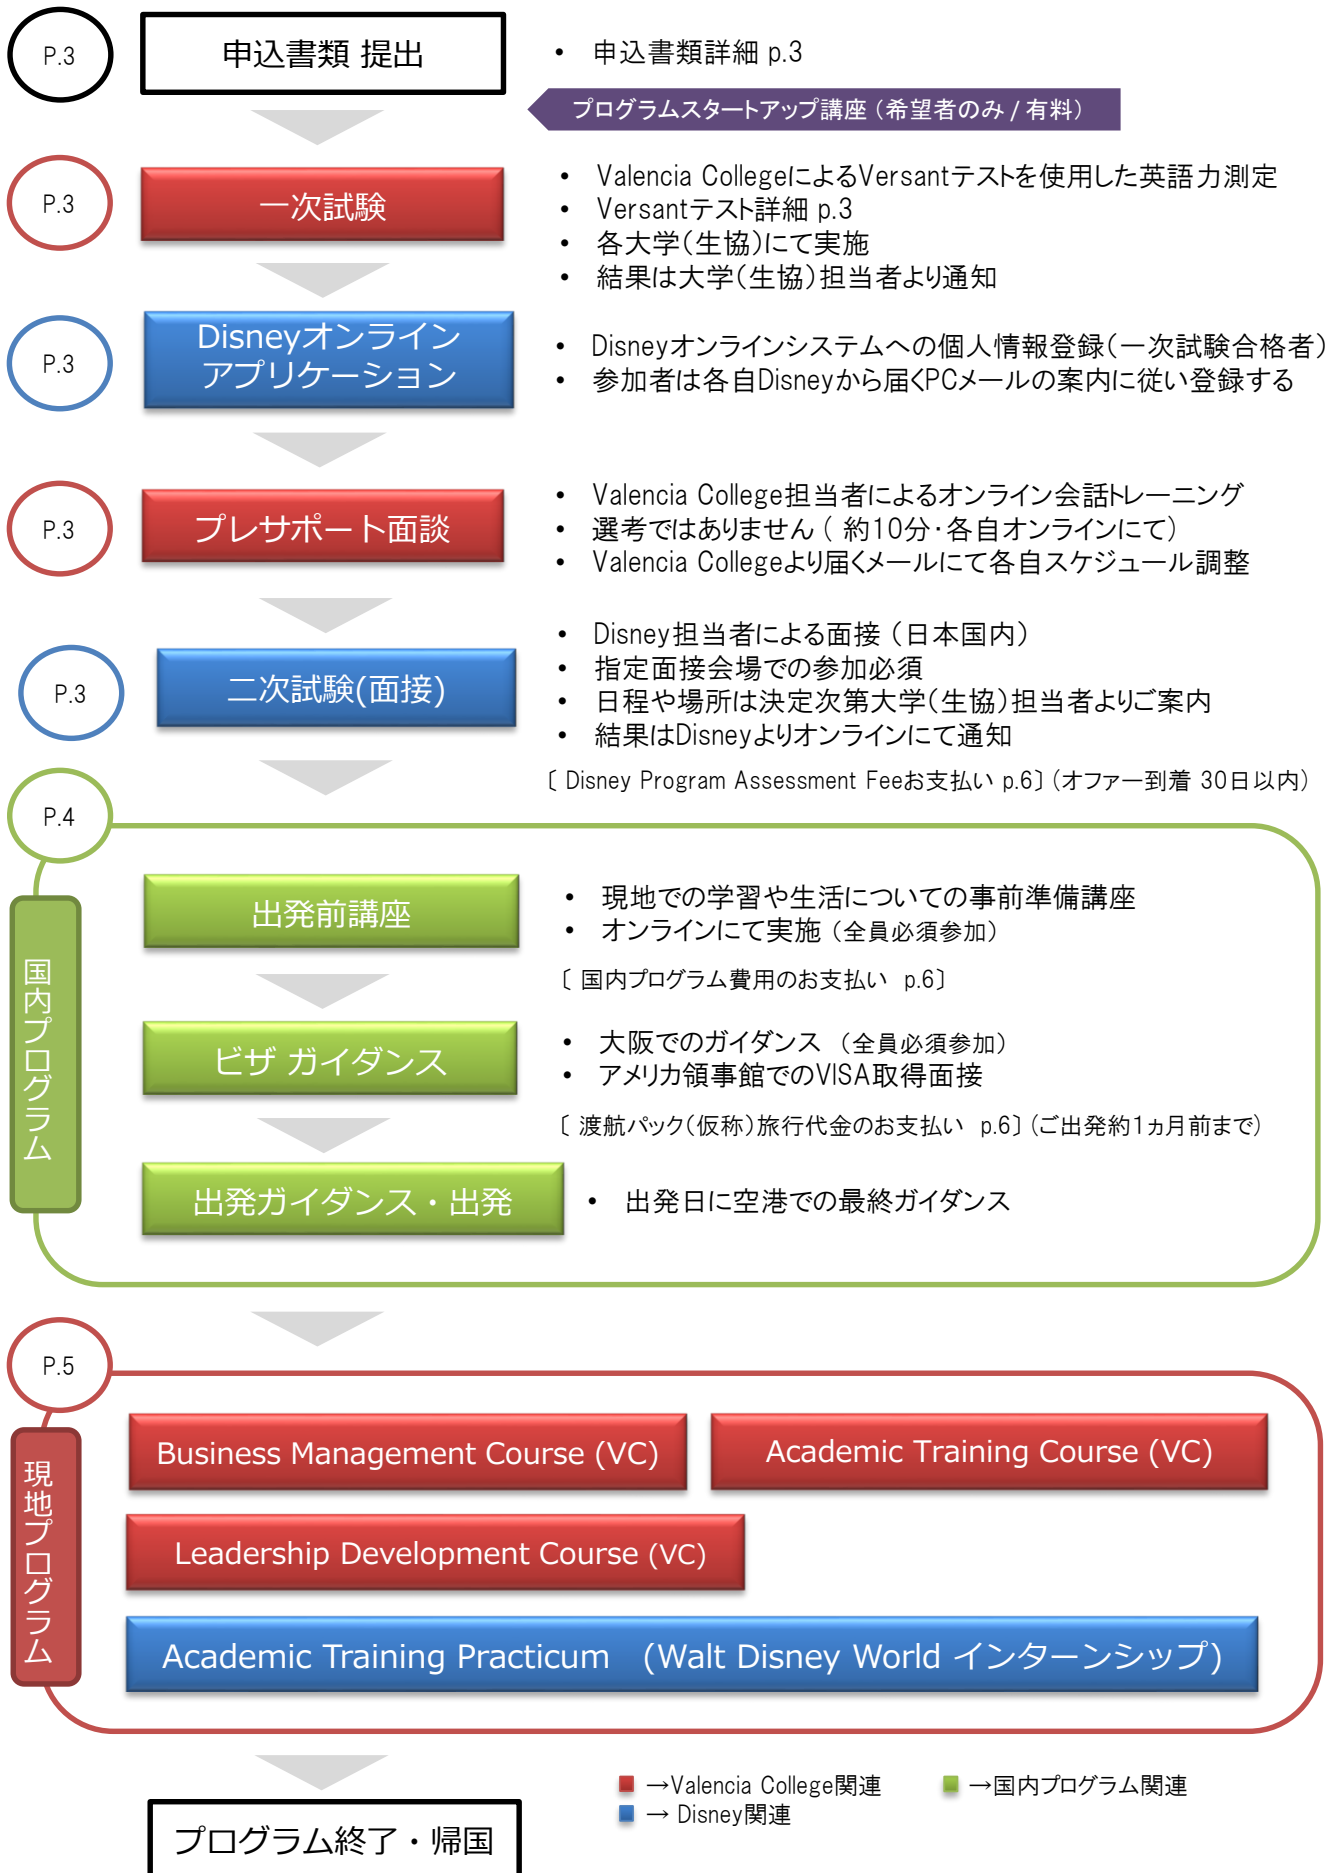 P.3
申込書類 提出
• 申込書類詳細 p.3
プログラムスタートアップ講座（希望者のみ / 有料）
P.3
一次試験
• Valencia CollegeによるVersantテストを使用した英語力測定
• Versantテスト詳細 p.3
• 各大学（生協）にて実施
• 結果は大学（生協）担当者より通知
P.3
Disneyオンライン
アプリケーション
• Disneyオンラインシステムへの個人情報登録（一次試験合格者）
• 参加者は各自Disneyから届くPCメールの案内に従い登録する
P.3
プレサポート面談
• Valencia College担当者によるオンライン会話トレーニング
• 選考ではありません（ 約10分・各自オンラインにて）
• Valencia Collegeより届くメールにて各自スケジュール調整
P.3
二次試験(面接)
• Disney担当者による面接 （日本国内）
• 指定面接会場での参加必須
• 日程や場所は決定次第大学（生協）担当者よりご案内
• 結果はDisneyよりオンラインにて通知
〔 Disney Program Assessment Feeお支払い p.6〕（オファー到着 30日以内）
P.4
国内プログラム
出発前講座
• 現地での学習や生活についての事前準備講座
• オンラインにて実施 （全員必須参加）
〔 国内プログラム費用のお支払い p.6〕
ビザ ガイダンス
• 大阪でのガイダンス （全員必須参加）
• アメリカ領事館でのVISA取得面接
〔 渡航パック（仮称）旅行代金のお支払い p.6〕（ご出発約1ヵ月前まで）
出発ガイダンス・出発
• 出発日に空港での最終ガイダンス
P.5
現地プログラム
Business Management Course (VC)
Academic Training Course (VC)
Leadership Development Course (VC)
Academic Training Practicum (Walt Disney World インターンシップ)
→Valencia College関連
→国内プログラム関連
→ Disney関連
プログラム終了・帰国